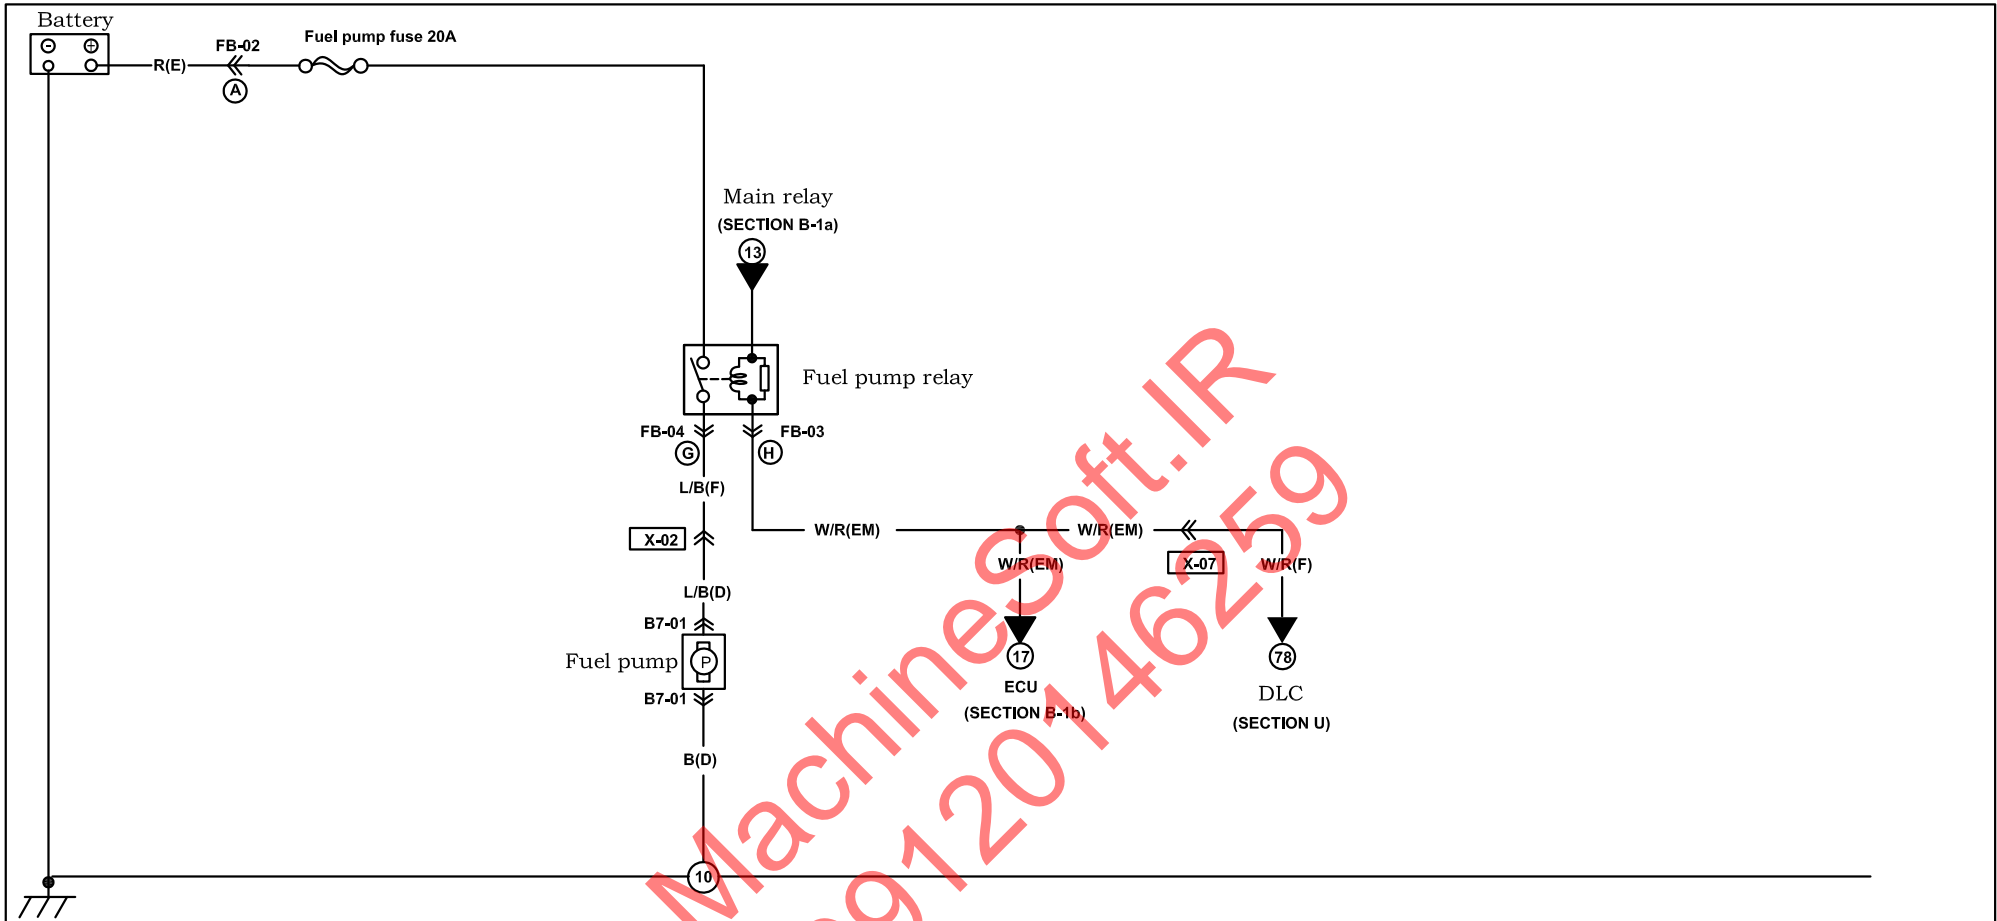 Battery
FB-02
Fuel pump fuse 20A
R(E)
A
Main relay
(SECTION B-1a)
13
Fuel pump relay
FB-04
FB-03
G
H
L/B(F)
W/R(EM)
W/R(EM)
X-02
W/R(EM)
X-07
W/R(F)
L/B(D)
B7-01
Fuel pump
P
17
78
ECU
DLC
B7-01
(SECTION B-1b)
(SECTION U)
B(D)
10
MachineSoft.IR
09120146259